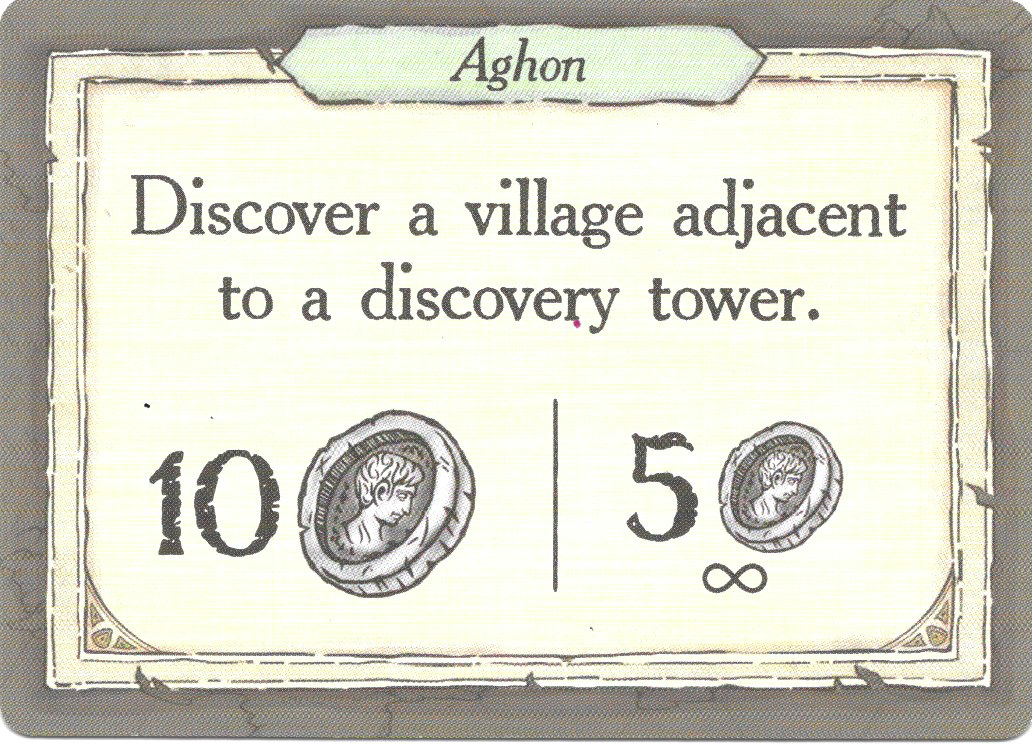 Aghon
Discover a village adjacent
to a discovery tower.
10 | 5
∞